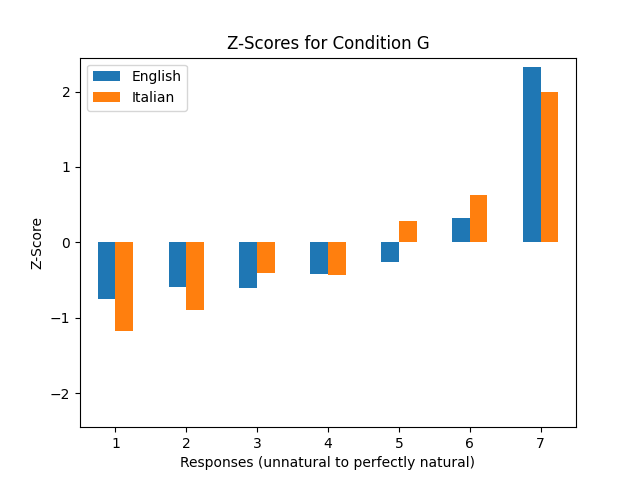 Z-Scores for Condition G
English
Italian
2
1
0
−1
−2
Z-Score
1 2 3 4 5 6 7
Responses (unnatural to perfectly natural)